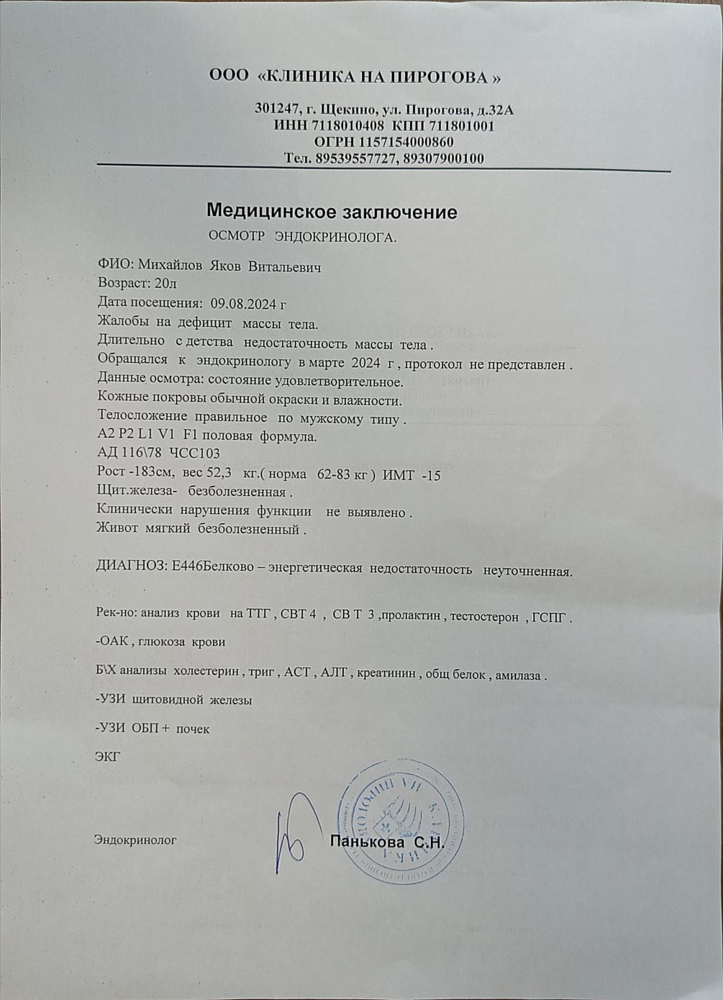 ООО «КЛИНИКА НА ПИРОГОВА »
301247, г. Щекино, ул. Пирогова, д.32А
ИНН 7118010408 КПП 711801001
ОГРН 1157154000860
Тел. 89539557727, 89307900100
Медицинское заключение
ОСМОТР ЭНДОКРИНОЛОГА.
ФИО: Михайлов Яков Витальевич
Возраст: 20л
Дата посещения: 09.08.2024 г
Жалобы на дефицит массы тела.
Длительно с детства недостаточность массы тела .
Обращался к эндокринологу в марте 2024 г , протокол не представлен .
Данные осмотра: состояние удовлетворительное.
Кожные покровы обычной окраски и влажности.
Телосложение правильное по мужскому типу .
А2 Р2 L1 V1 F1 половая формула.
АД 116\78 ЧСС103
Рост -183см, вес 52,3 кг.( норма 62-83 кг ) ИМТ -15
Щит.железа- безболезненная .
Клинически нарушения функции не выявлено .
Живот мягкий безболезненный .
ДИАГНОЗ: Е446Белково – энергетическая недостаточность неуточненная.
Рек-но: анализ крови на ТТГ , СВТ 4 , СВ Т 3 ,пролактин , тестостерон , ГСПГ .
-ОАК , глюкоза крови
Б\Х анализы холестерин , триг , АСТ , АЛТ , креатинин , общ белок , амилаза .
-УЗИ щитовидной железы
-УЗИ ОБП + почек
ЭКГ
Эндокринолог Панькова С.Н.
КЛИНИКА